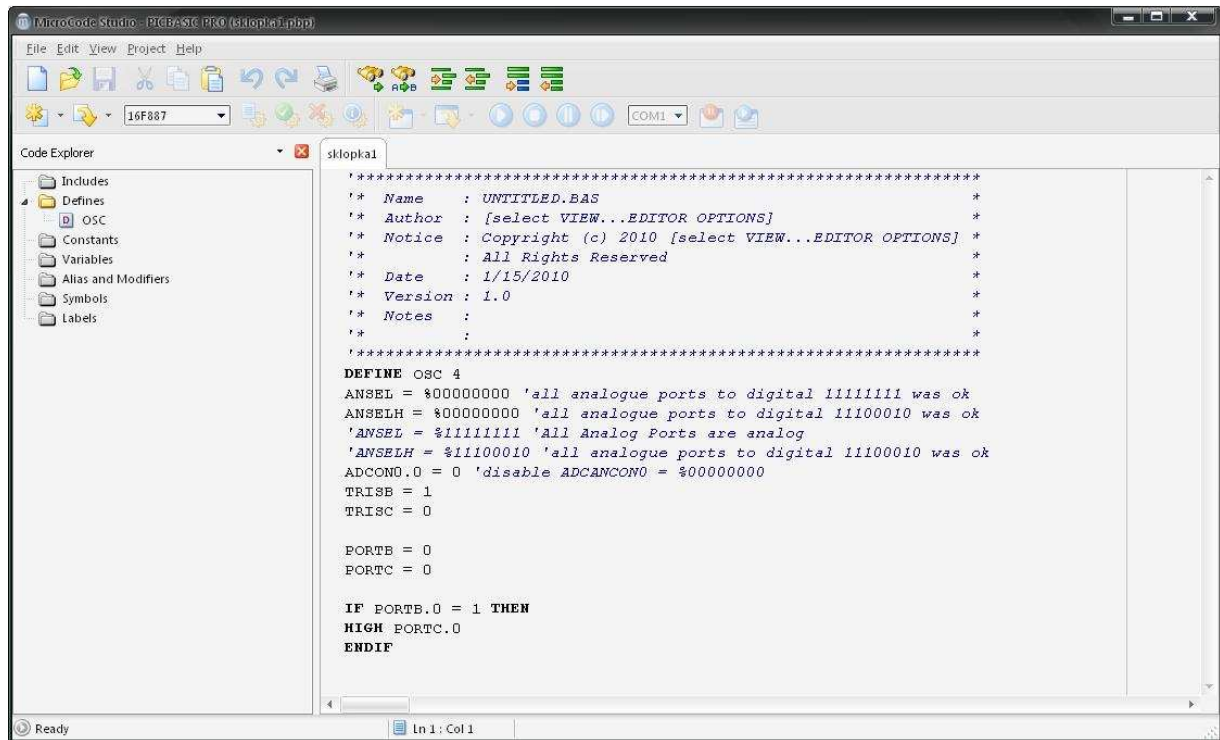 MicroCode Studio - PICBASIC PRO (sklopka1.pbp)
File Edit View Project Help
16F887
COM1
Code Explorer
sklopka1
Includes
Defines
OSC
Constants
Variables
Alias and Modifiers
Symbols
Labels
'****************************************************************
'*  Name    : UNTITLED.BAS                                      *
'*  Author  : [select VIEW...EDITOR OPTIONS]                    *
'*  Notice  : Copyright (c) 2010 [select VIEW...EDITOR OPTIONS] *
'*          : All Rights Reserved                               *
'*  Date    : 1/15/2010                                         *
'*  Version : 1.0                                               *
'*  Notes   :                                                   *
'*          :                                                   *
'****************************************************************
DEFINE OSC 4
ANSEL = %00000000 'all analogue ports to digital 11111111 was ok
ANSELH = %00000000 'all analogue ports to digital 11100010 was ok
'ANSEL = %11111111 'All Analog Ports are analog
'ANSELH = %11100010 'all analogue ports to digital 11100010 was ok
ADCON0.0 = 0 'disable ADCANCON0 = %00000000
TRISB = 1
TRISC = 0
PORTB = 0
PORTC = 0
IF PORTB.0 = 1 THEN
HIGH PORTC.0
ENDIF
Ready
Ln 1 : Col 1